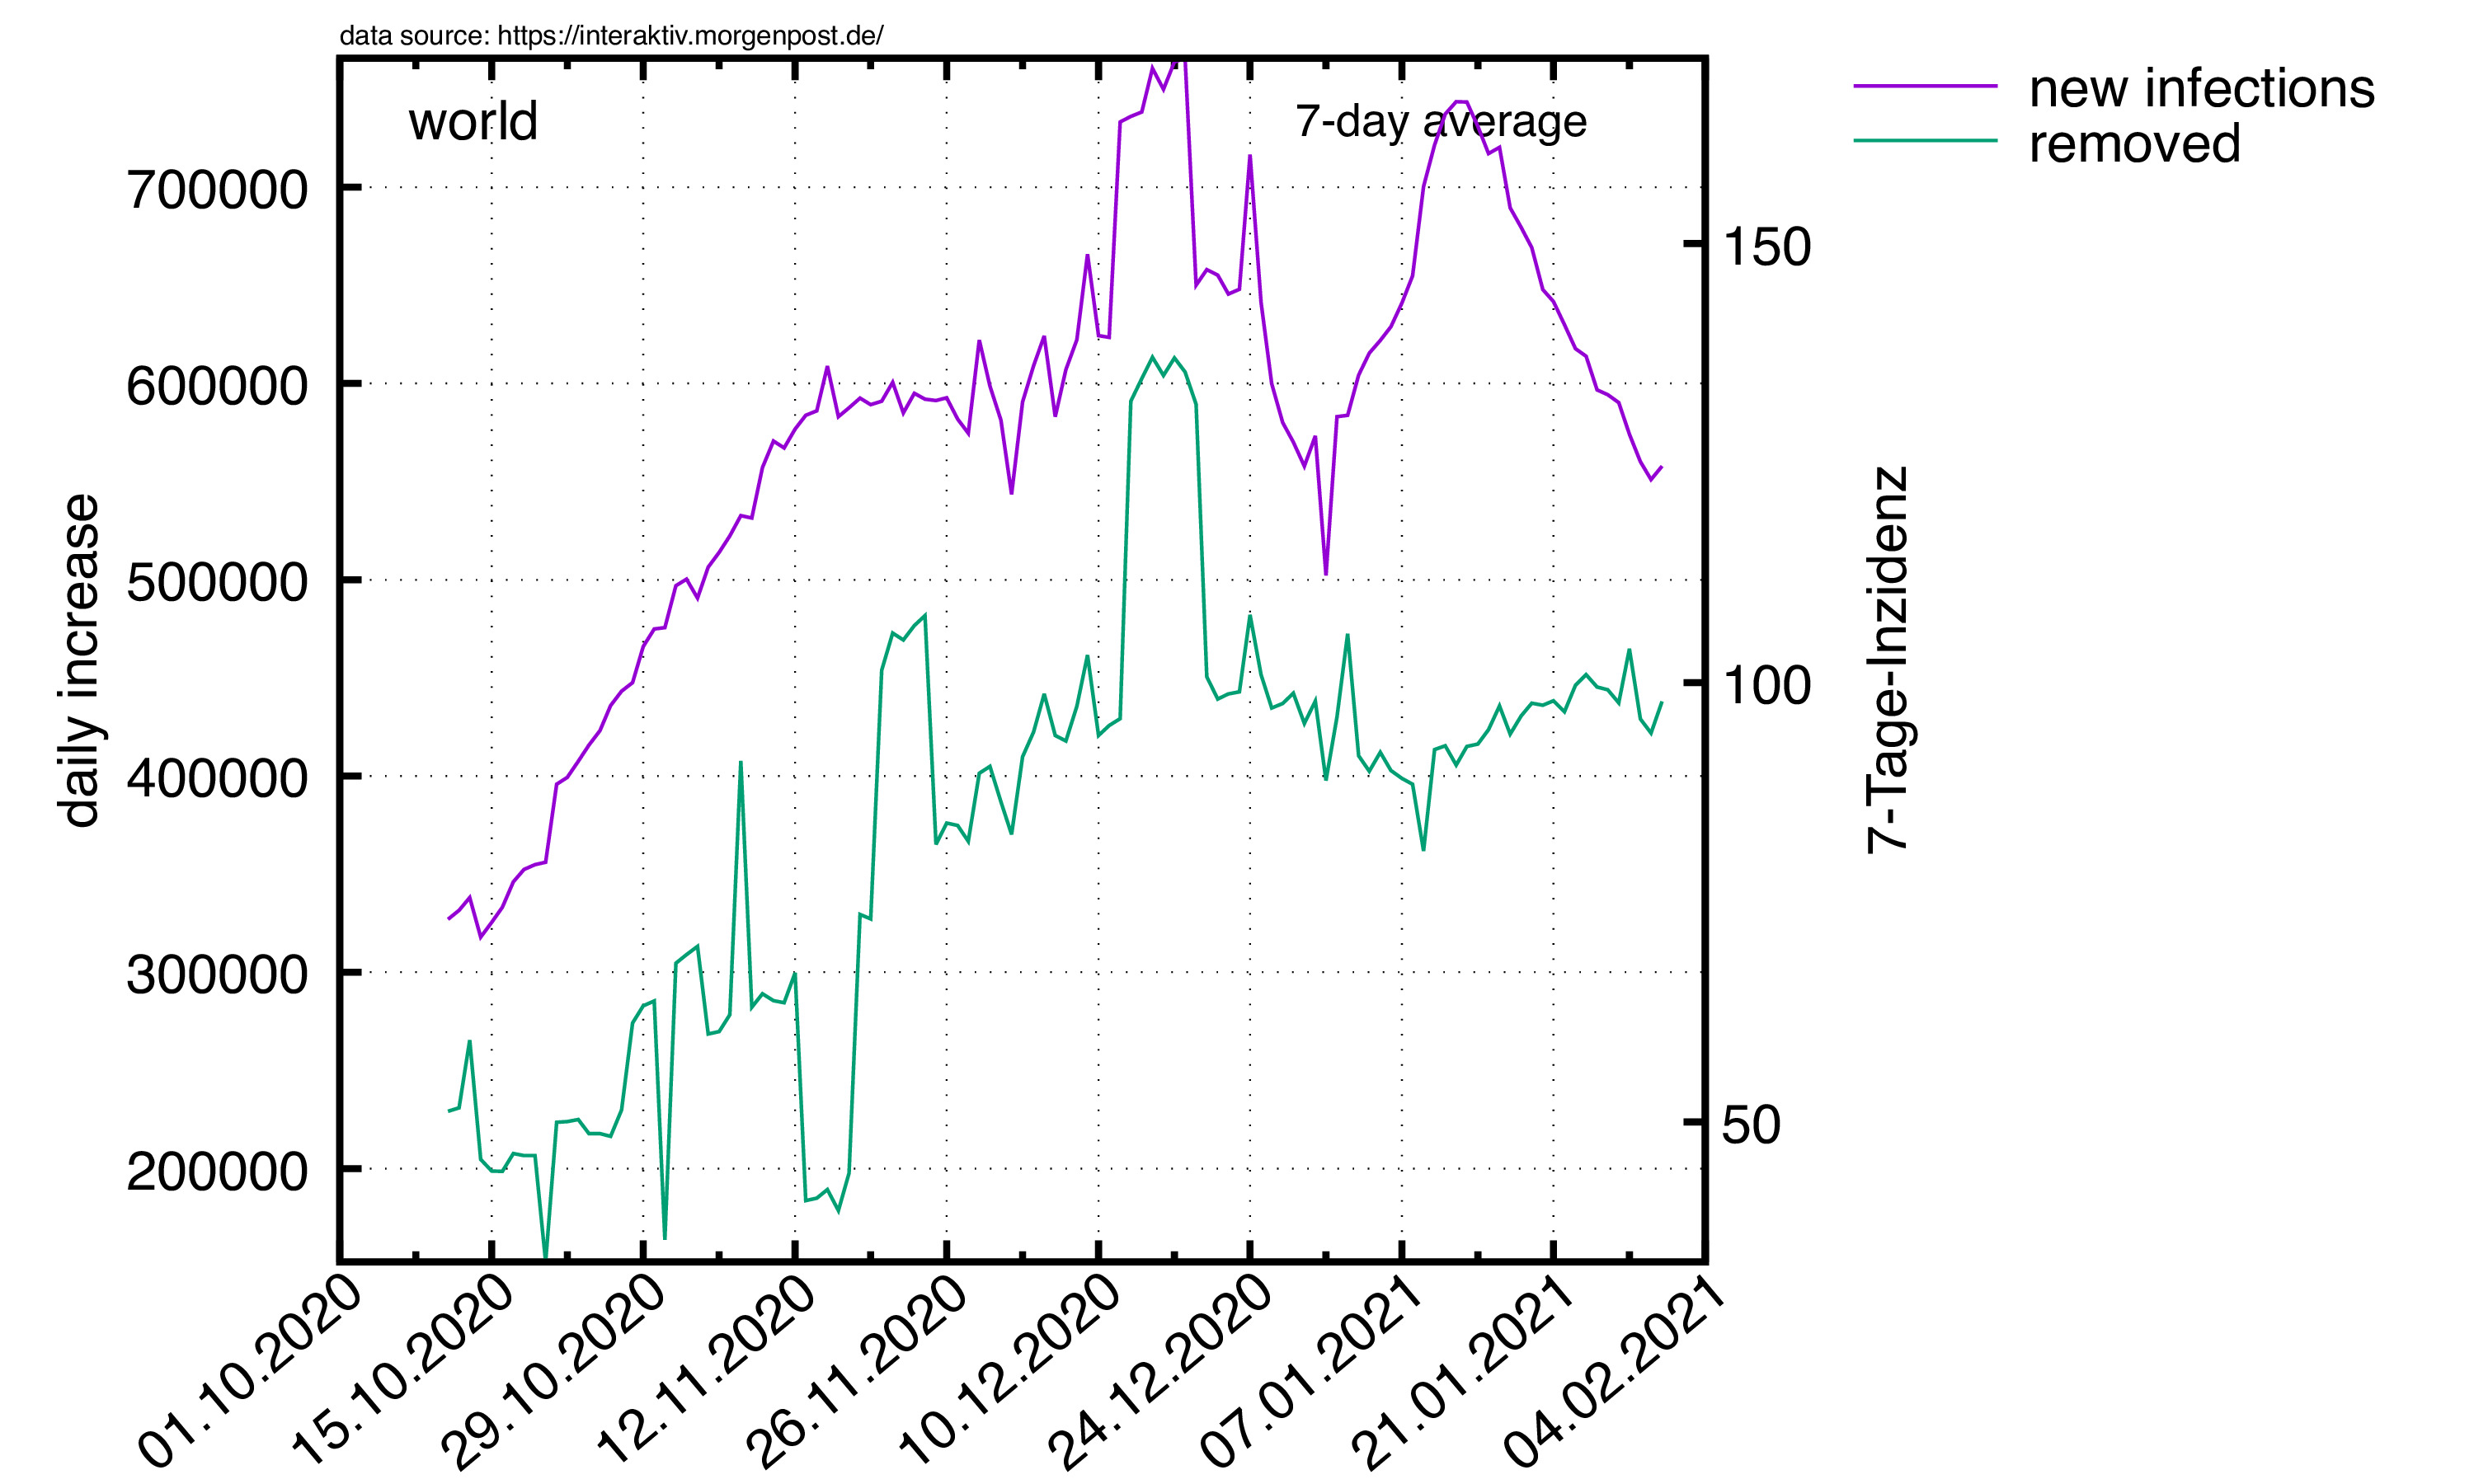 data source: https://interaktiv.morgenpost.de/
world
7-day average
new infections
removed
daily increase
700000
600000
500000
400000
300000
200000
150
100
50
7-Tage-Inzidenz
01.10.2020
15.10.2020
29.10.2020
12.11.2020
26.11.2020
10.12.2020
24.12.2020
07.01.2021
21.01.2021
04.02.2021